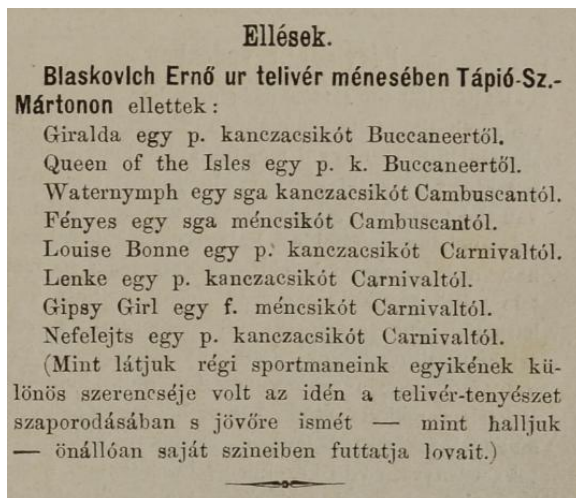 Ellések.
Blaskovich Ernő ur telivér ménesében Tápió-Sz.-
Mártonon ellettek :
Giralda egy p. kanczacsikót Buccaneertől.
Queen of the Isles egy p. k. Buccaneertől.
Waternymph egy sga kanczacsikót Cambuscantól.
Fényes egy sga méncsikót Cambuscantól.
Louise Bonne egy p. kanczacsikót Carnivaltól.
Lenke egy p. kanczacsikót Carnivaltól.
Gipsy Girl egy f. méncsikót Carnivaltól.
Nefelejts egy p. kanczacsikót Carnivaltól.
(Mint látjuk régi sportmaneink egyikének kü-
lönös szerencséje volt az idén a telivér-tenyészet
szaporodásában s jövőre ismét — mint halljuk
— önállóan saját szineiben futtatja lovait.)